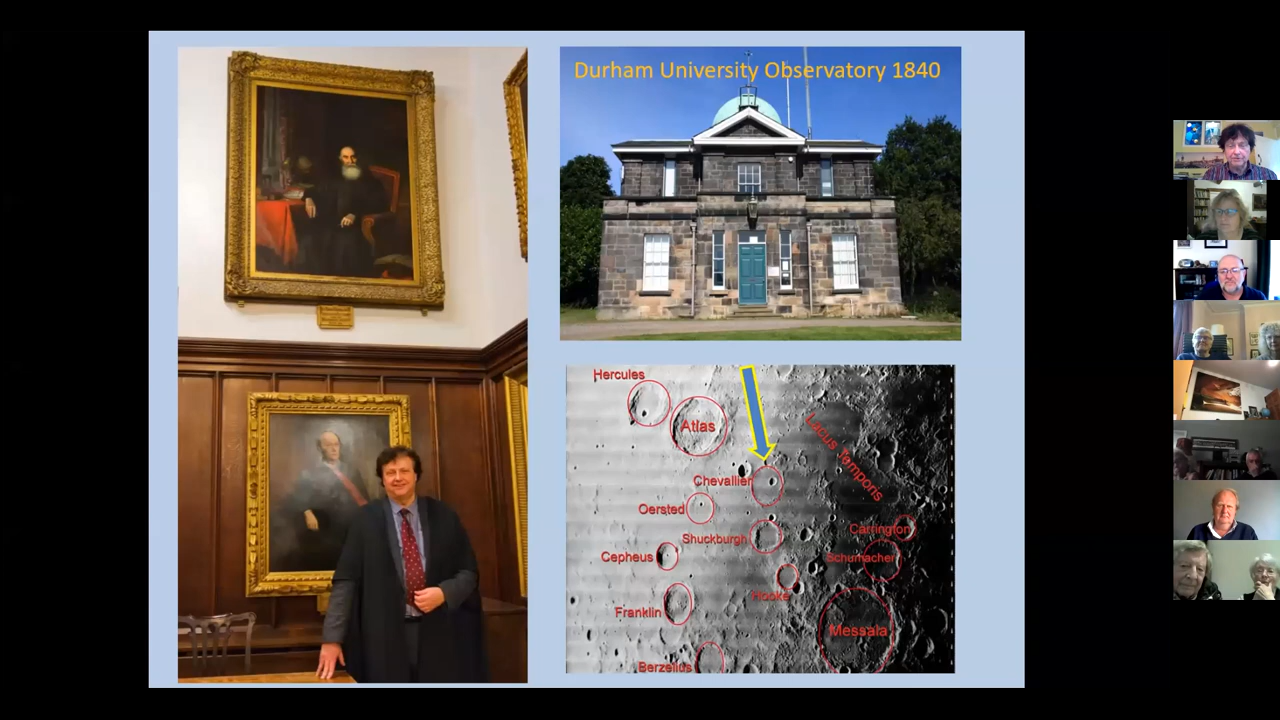 Durham University Observatory 1840
Hercules
Atlas
Lacus Temporis
Chevallier
Oersted
Shuckburgh
Carrington
Cepheus
Schumacher
Hooke
Franklin
Messala
Berzelius